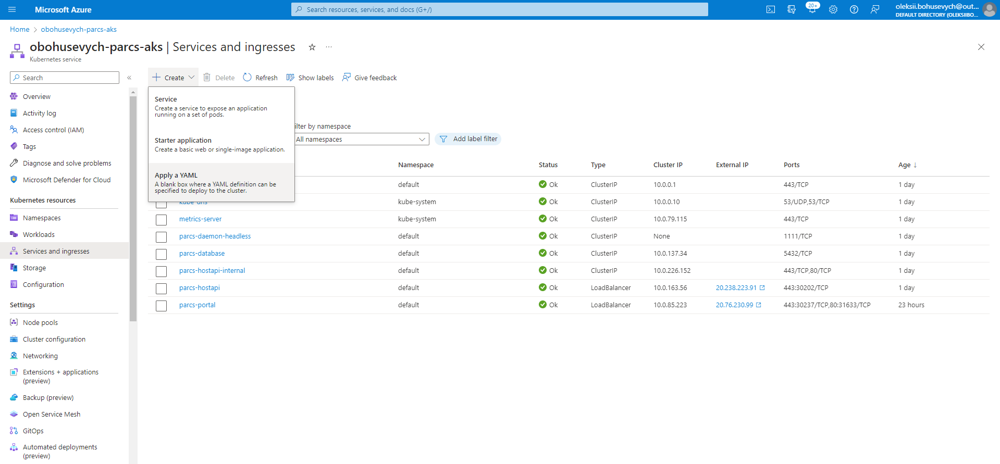 Microsoft Azure
Search resources, services, and docs (G+/)
20+
oleksii.bohusevych@out...
DEFAULT DIRECTORY (OLEKSIIBO...
Home > obohusevych-parcs-aks
obohusevych-parcs-aks | Services and ingresses
Kubernetes service
Search
Create
Delete
Refresh
Show labels
Give feedback
Service
Create a service to expose an application
running on a set of pods.
Starter application
Create a basic web or single-image application.
Apply a YAML
A blank box where a YAML definition can be
specified to deploy to the cluster.
ilter by namespace
All namespaces
Add label filter
Overview
Activity log
Access control (IAM)
Tags
Diagnose and solve problems
Microsoft Defender for Cloud
Kubernetes resources
Namespaces
Workloads
Services and ingresses
Storage
Configuration
Settings
Node pools
Cluster configuration
Networking
Extensions + applications
(preview)
Backup (preview)
Open Service Mesh
GitOps
Automated deployments
(preview)
Namespace Status Type Cluster IP External IP Ports Age ↓
default Ok ClusterIP 10.0.0.1 443/TCP 1 day
kube-dns kube-system Ok ClusterIP 10.0.0.10 53/UDP,53/TCP 1 day
metrics-server kube-system Ok ClusterIP 10.0.79.115 443/TCP 1 day
parcs-daemon-headless default Ok ClusterIP None 1111/TCP 1 day
parcs-database default Ok ClusterIP 10.0.137.34 5432/TCP 1 day
parcs-hostapi-internal default Ok ClusterIP 10.0.226.152 443/TCP,80/TCP 1 day
parcs-hostapi default Ok LoadBalancer 10.0.163.56 20.238.223.91 443:30202/TCP 1 day
parcs-portal default Ok LoadBalancer 10.0.85.223 20.76.230.99 443:30237/TCP,80:31633/TCP 23 hours